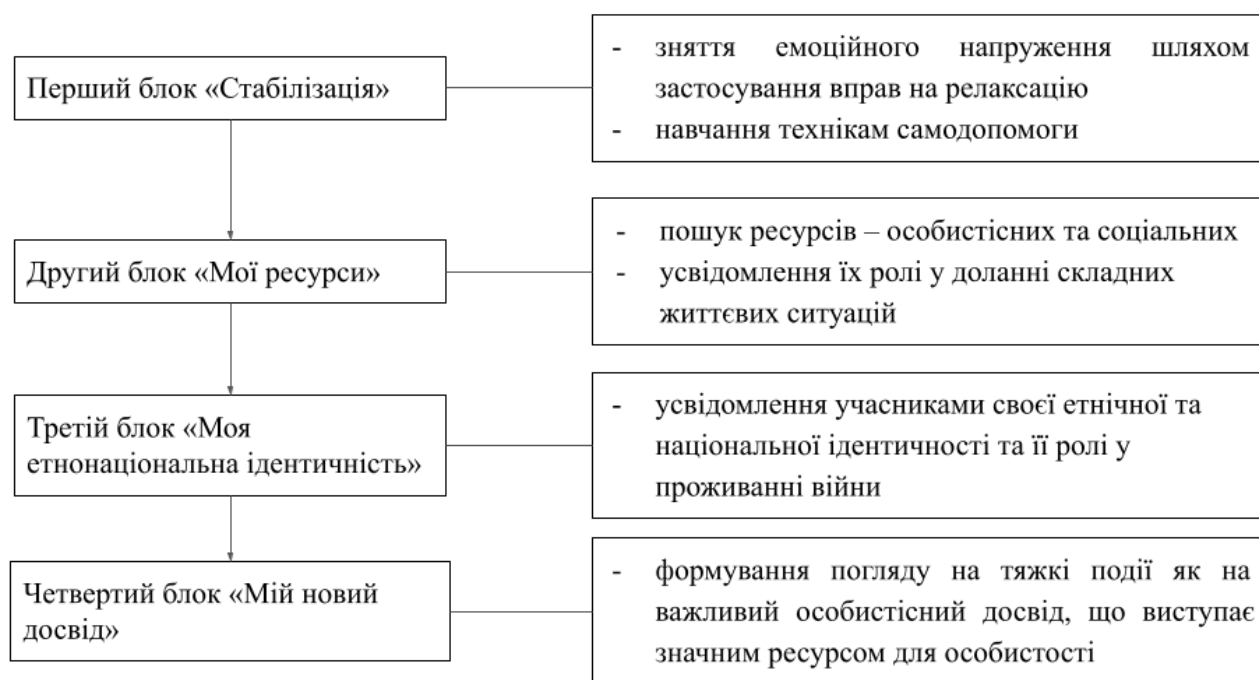 Перший блок «Стабілізація»
- зняття емоційного напруження шляхом
застосування вправ на релаксацію
- навчання технікам самодопомоги
Другий блок «Мої ресурси»
- пошук ресурсів – особистісних та соціальних
- усвідомлення їх ролі у доланні складних
життєвих ситуацій
Третій блок «Моя
етнонаціональна ідентичність»
- усвідомлення учасниками своєї етнічної та
національної ідентичності та її ролі у
проживанні війни
Четвертий блок «Мій новий
досвід»
- формування погляду на тяжкі події як на
важливий особистісний досвід, що виступає
значним ресурсом для особистості